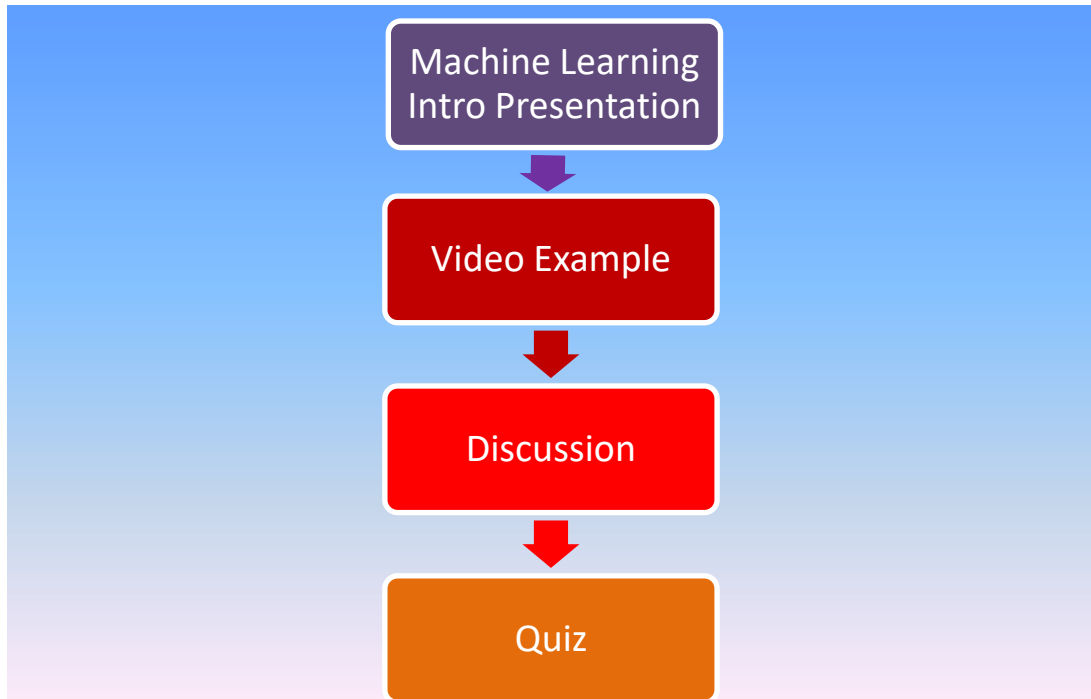 Machine Learning
Intro Presentation
Video Example
Discussion
Quiz